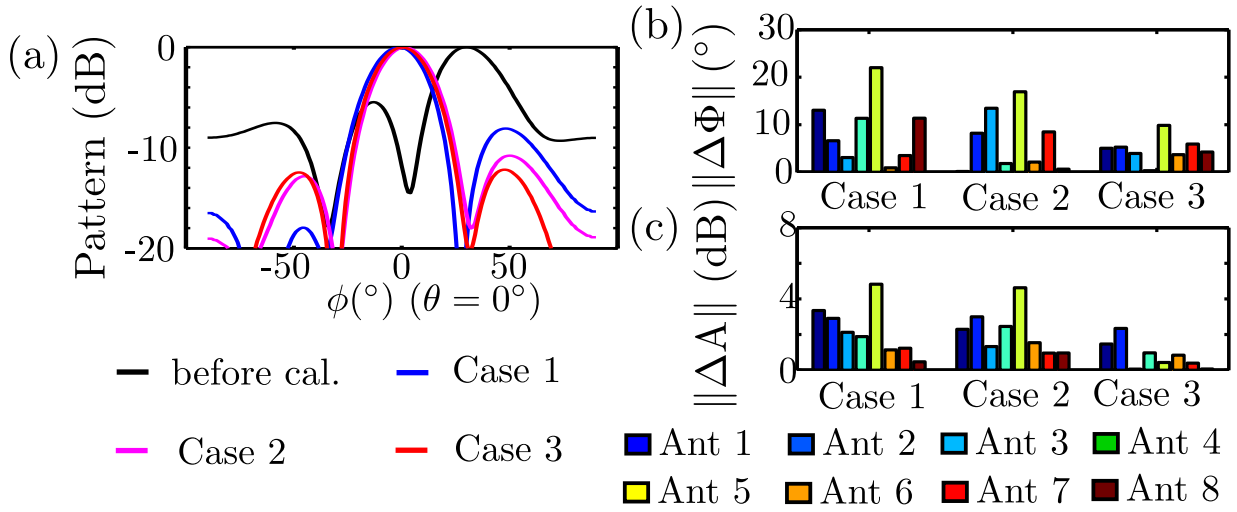 (a)
Pattern (dB)
0
-10
-20
-50 0 50
ϕ(°) (θ = 0°)
before cal.
Case 1
Case 2
Case 3
(b)
‖ΔΦ‖ (°)
30
20
10
0
Case 1 Case 2 Case 3
(c)
‖ΔA‖ (dB)
8
4
0
Case 1 Case 2 Case 3
Ant 1 Ant 2 Ant 3 Ant 4
Ant 5 Ant 6 Ant 7 Ant 8